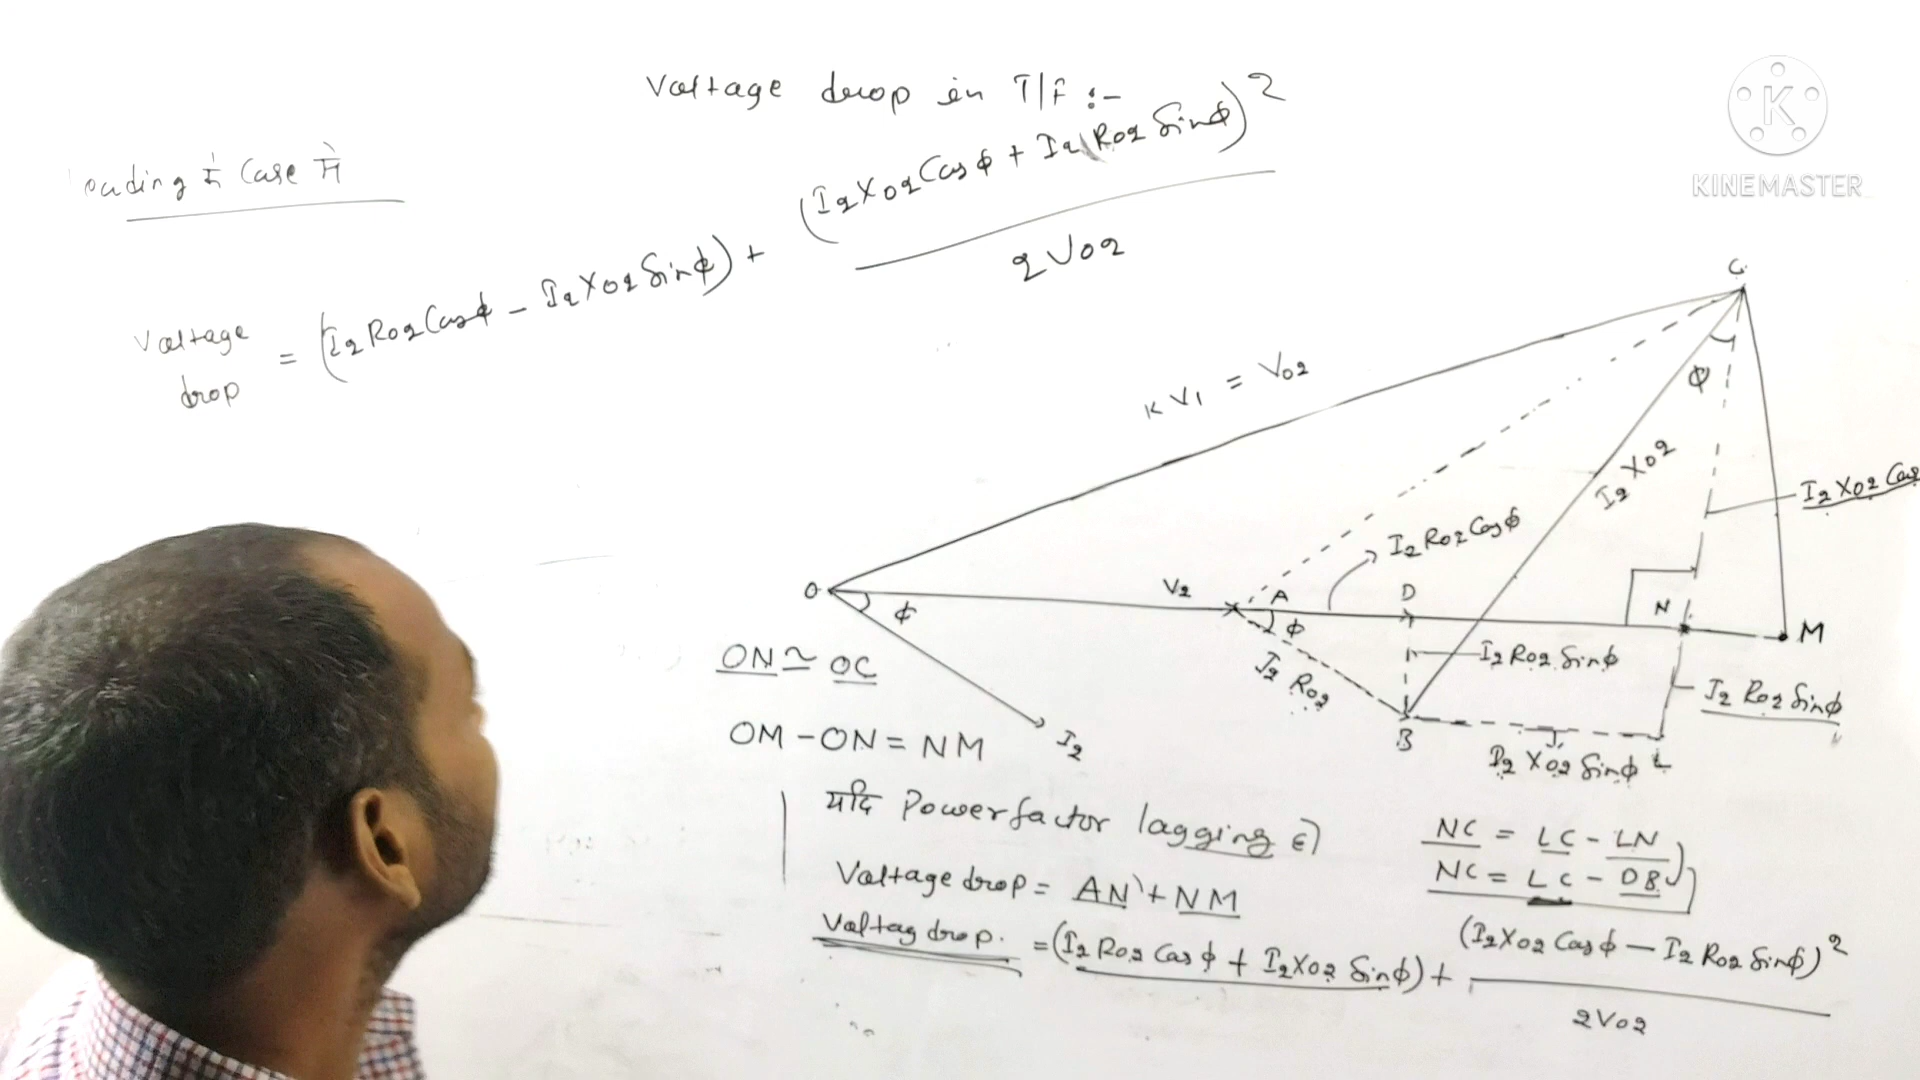 Voltage drop in T/F :-
Leading के Case में
Voltage drop = (I2 R02 Cosϕ - I2 X02 Sinϕ) + (I2 X02 Cosϕ + I2 R02 Sinϕ)² / 2V02
KINEMASTER
C
KV1 = V02
ϕ
I2 X02
I2 X02 Cos
I2 R02 Cosϕ
O
V2
A
D
N
M
ϕ
ϕ
I2 R02
I2 R02 Sinϕ
I2 R02 Sinϕ
I2
B
I2 X02 Sinϕ
L
ON ≃ OC
OM - ON = NM
यदि Powerfactor lagging हो
Voltage drop = AN + NM
NC = LC - LN
NC = LC - DB
Voltag drop. = (I2 R02 Cosϕ + I2 X02 Sinϕ) + (I2 X02 Cosϕ - I2 R02 Sinϕ)² / 2V02